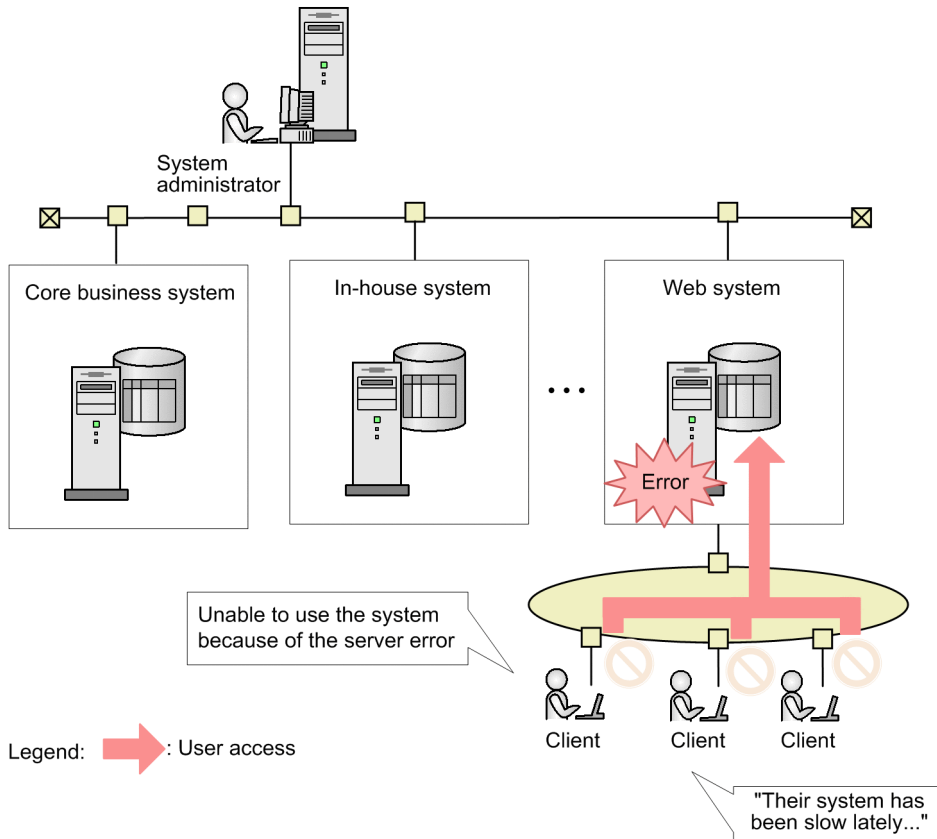 System
administrator
Core business system
In-house system
...
Web system
Error
Unable to use the system
because of the server error
Client
Client
Client
Legend:
: User access
"Their system has
been slow lately..."